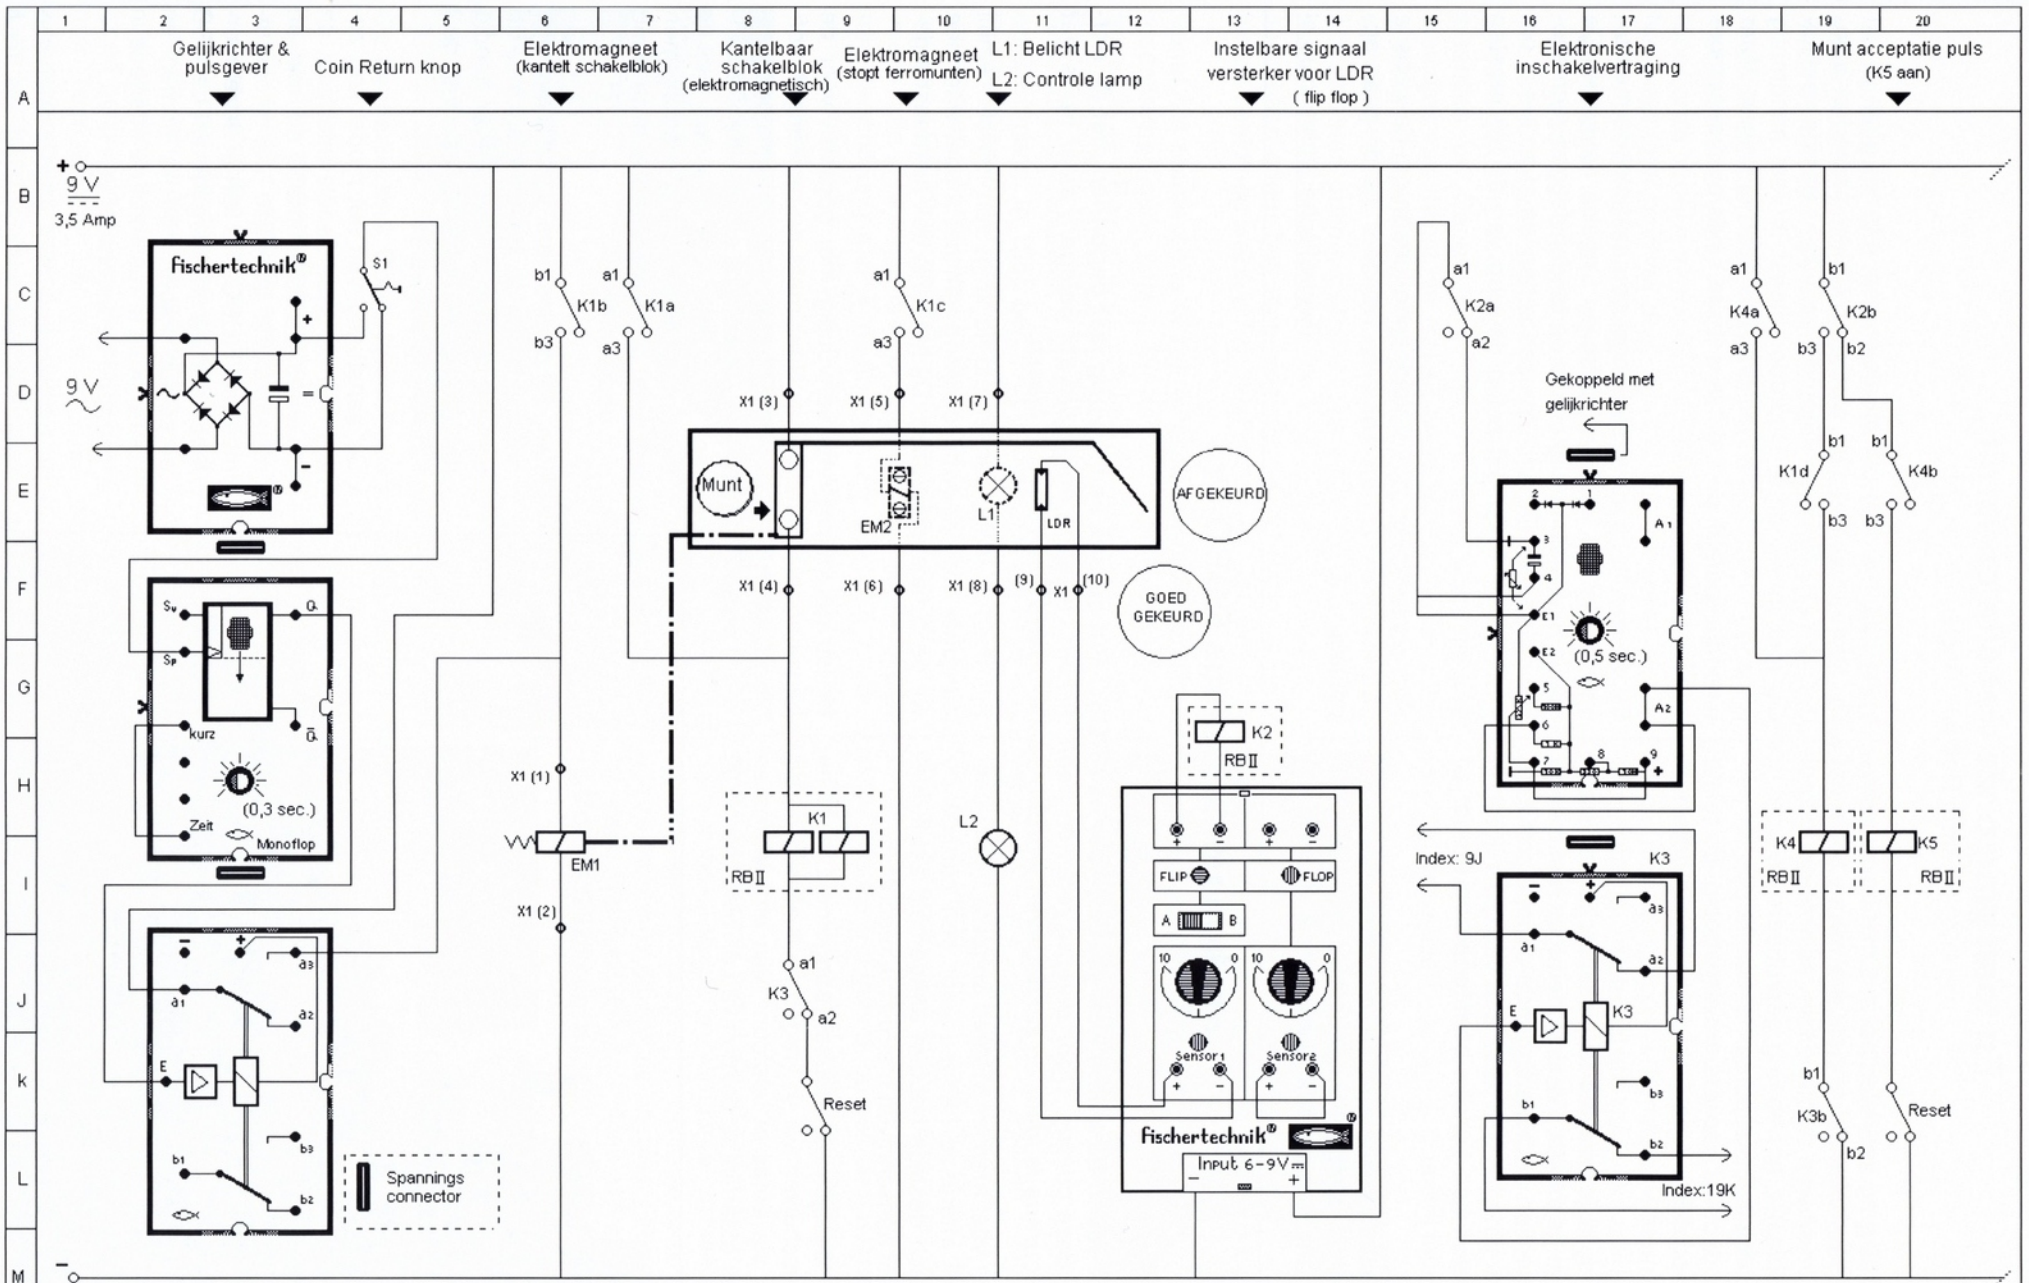 1 2 3 4 5 6 7 8 9 10 11 12 13 14 15 16 17 18 19 20
A
B
C
D
E
F
G
H
I
J
K
L
M
Gelijkrichter &
pulsgever
Coin Return knop
Elektromagneet
(kantelt schakelblok)
Kantelbaar
schakelblok
(elektromagnetisch)
Elektromagneet
(stopt ferromunten)
L1: Belicht LDR
L2: Controle lamp
Instelbare signaal
versterker voor LDR
( flip flop )
Elektronische
inschakelvertraging
Munt acceptatie puls
(K5 aan)
+
9 V
3,5 Amp
fischertechnik®
S1
+
9 V
=
-
®
Sv
Q
Sp
kurz
Q̄
(0,3 sec.)
Zeit
Monoflop
- +
a3
a1
a2
E
b3
b1
b2
Spannings
connector
b1
K1b
b3
a1
K1a
a3
a1
K1c
a3
X1 (3)
X1 (5)
X1 (7)
Munt
EM2
L1
LDR
AFGEKEURD
X1 (4)
X1 (6)
X1 (8)
(9)
X1
(10)
GOED
GEKEURD
X1 (1)
EM1
X1 (2)
K1
RB II
L2
a1
K3
a2
Reset
K2
RB II
+ - + -
FLIP
FLOP
A B
10 0 10 0
Sensor1
Sensor2
+ - + -
fischertechnik®
®
Input 6-9V
- +
a1
K2a
a2
Gekoppeld met
gelijkrichter
2 1
A1
3
4
E1
(0,5 sec.)
E2
5
A2
6
7 8 9
+
Index: 9J
K3
- +
a3
a1
a2
K3
E
b3
b1
b2
Index:19K
a1
K4a
a3
b1
K2b
b3
b2
b1
K1d
b3
b1
K4b
b3
K4
RB II
K5
RB II
b1
K3b
b2
Reset
-